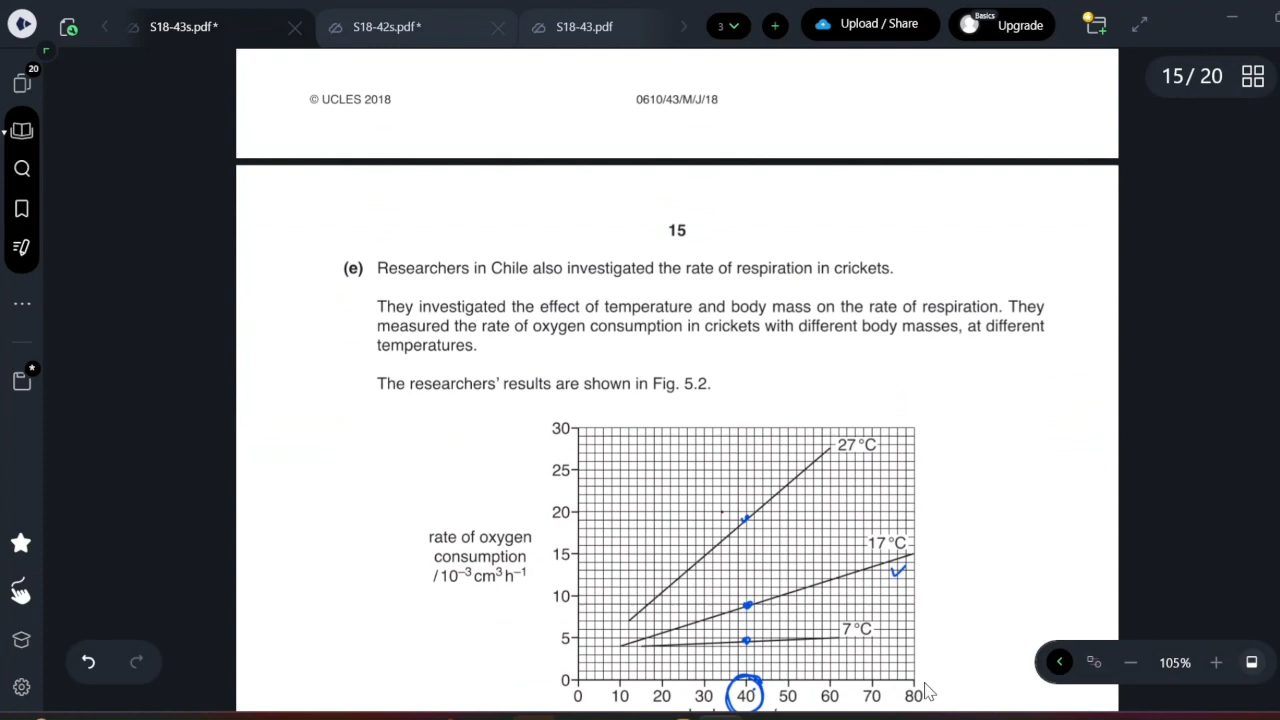 S18-43s.pdf*
S18-42s.pdf*
S18-43.pdf
3
Upload / Share
Basics
Upgrade
20
15/ 20
© UCLES 2018
0610/43/M/J/18
15
(e) Researchers in Chile also investigated the rate of respiration in crickets.
They investigated the effect of temperature and body mass on the rate of respiration. They
measured the rate of oxygen consumption in crickets with different body masses, at different
temperatures.
The researchers' results are shown in Fig. 5.2.
30
27 °C
25
20
rate of oxygen
consumption
/ 10⁻³ cm³ h⁻¹
17 °C
15
10
7 °C
5
0
0 10 20 30 40 50 60 70 80
105%